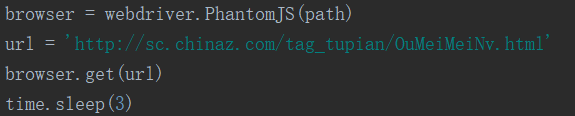 browser = webdriver.PhantomJS(path)
url = 'http://sc.chinaz.com/tag_tupian/OuMeiMeiNv.html'
browser.get(url)
time.sleep(3)